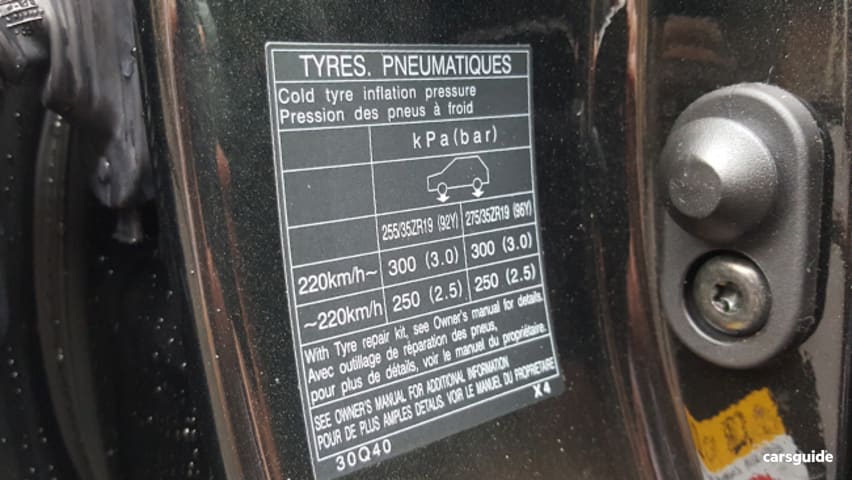 TYRES. PNEUMATIQUES
Cold tyre inflation pressure
Pression des pneus à froid
kPa(bar)
255/35ZR19 (92Y) 275/35ZR19 (96Y)
220km/h~ 300 (3.0) 300 (3.0)
~220km/h 250 (2.5) 250 (2.5)
With Tyre repair kit, see Owner's manual for details.
Avec outillage de réparation des pneus,
pour plus de détails, voir le manuel du propriétaire.
SEE OWNER'S MANUAL FOR ADDITIONAL INFORMATION
POUR DE PLUS AMPLES DETAILS, VOIR LE MANUEL DU PROPRIETAIRE
X4
30Q40
carsguide